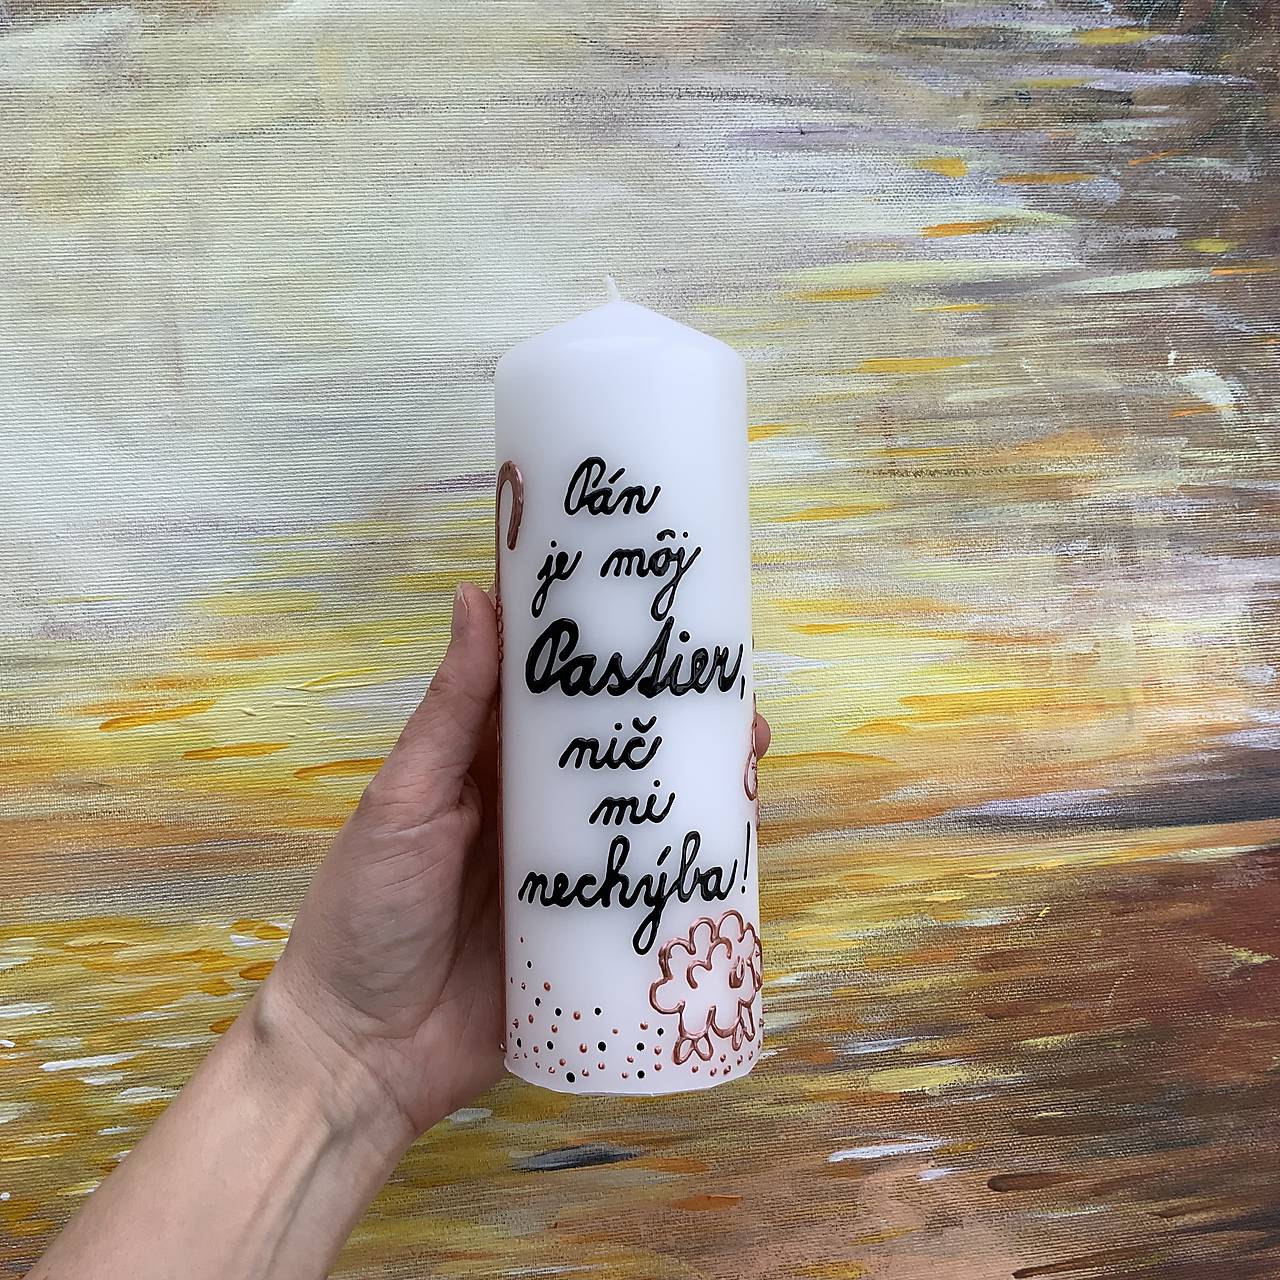 Pán
je môj
Pastier,
nič
mi
nechýba!